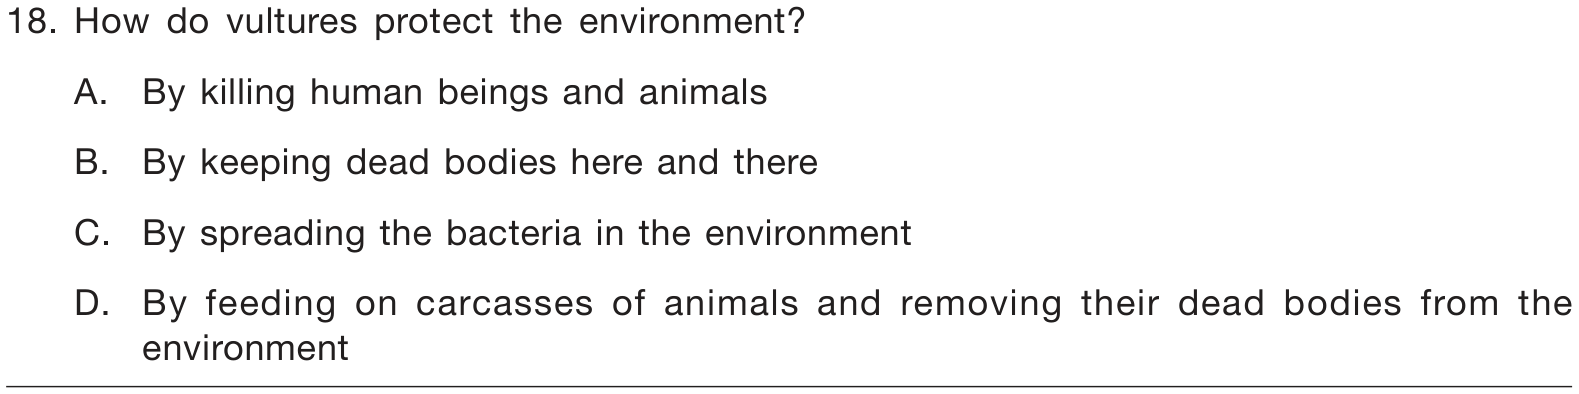 18. How do vultures protect the environment?
A. By killing human beings and animals
B. By keeping dead bodies here and there
C. By spreading the bacteria in the environment
D. By feeding on carcasses of animals and removing their dead bodies from the
environment